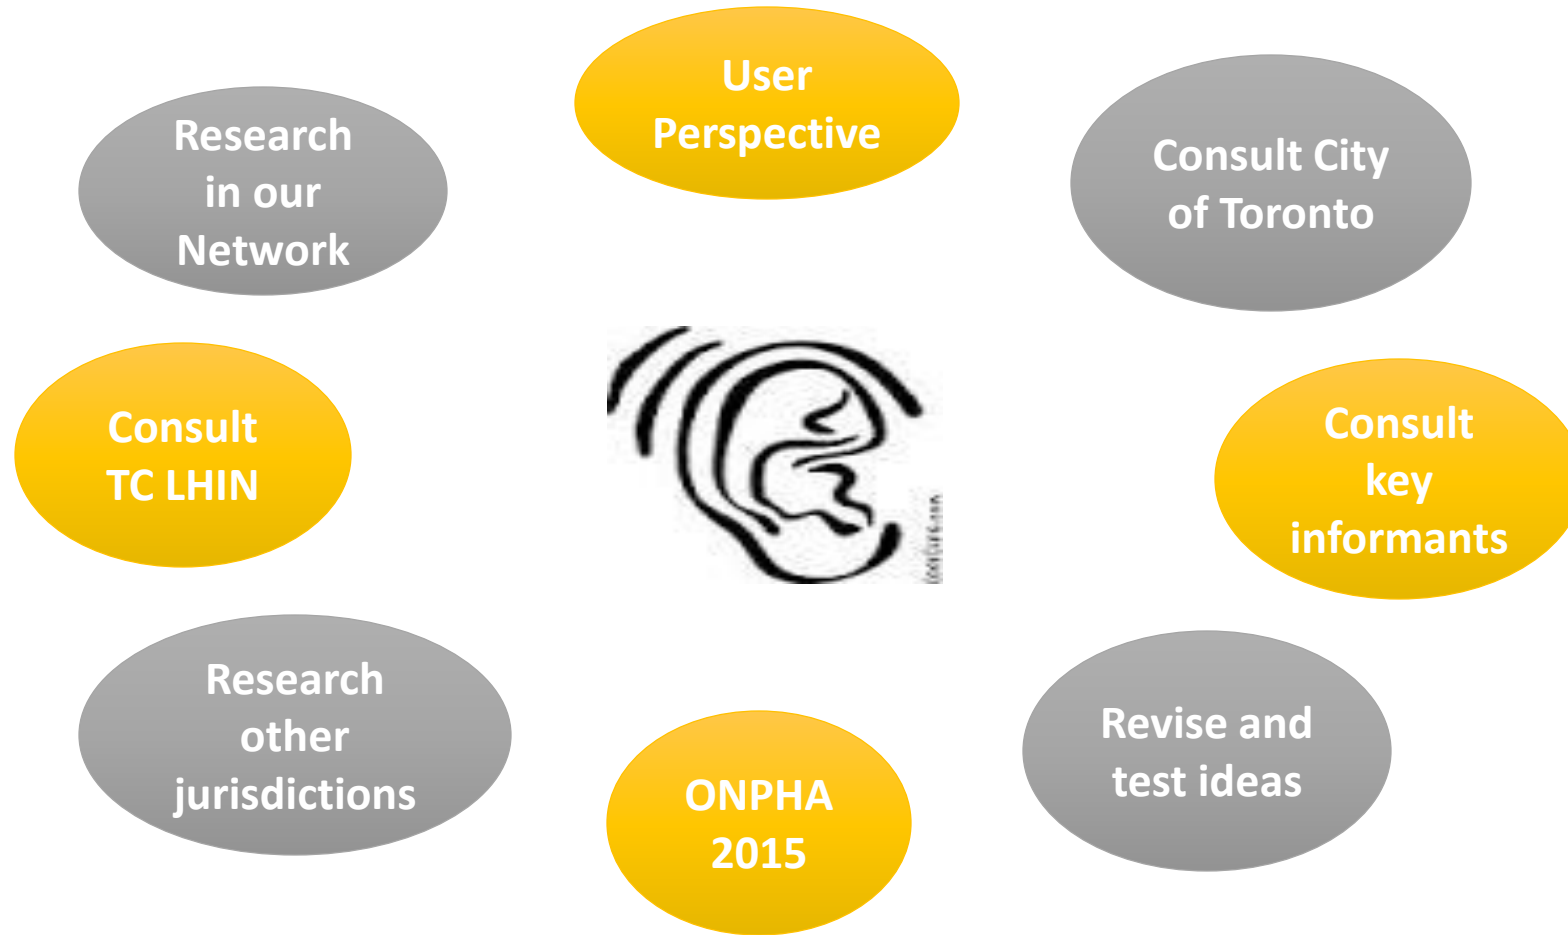 User
Perspective
Research
in our
Network
Consult City
of Toronto
Consult
TC LHIN
Consult
key
informants
Research
other
jurisdictions
Revise and
test ideas
ONPHA
2015